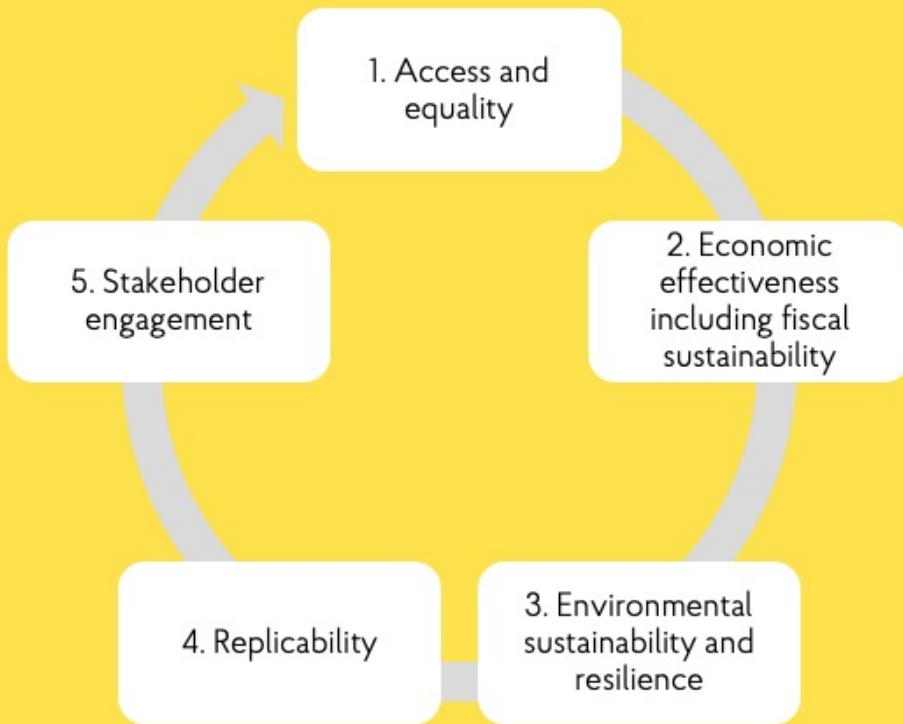 1. Access and
equality
2. Economic
effectiveness
including fiscal
sustainability
3. Environmental
sustainability and
resilience
4. Replicability
5. Stakeholder
engagement